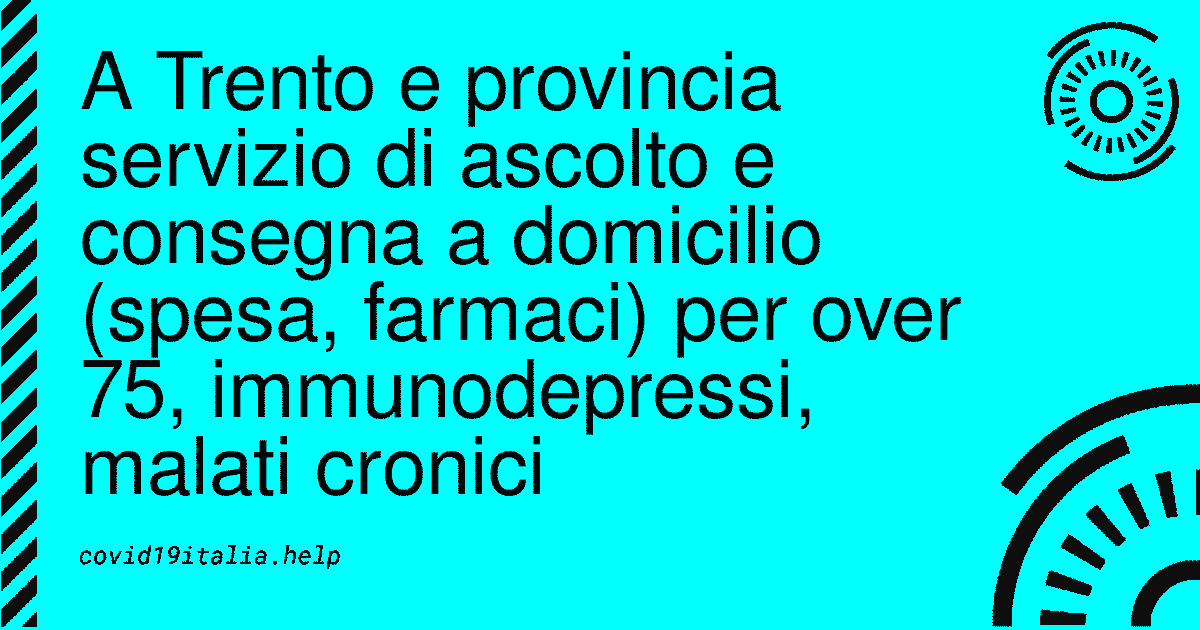 A Trento e provincia
servizio di ascolto e
consegna a domicilio
(spesa, farmaci) per over
75, immunodepressi,
malati cronici
covid19italia.help